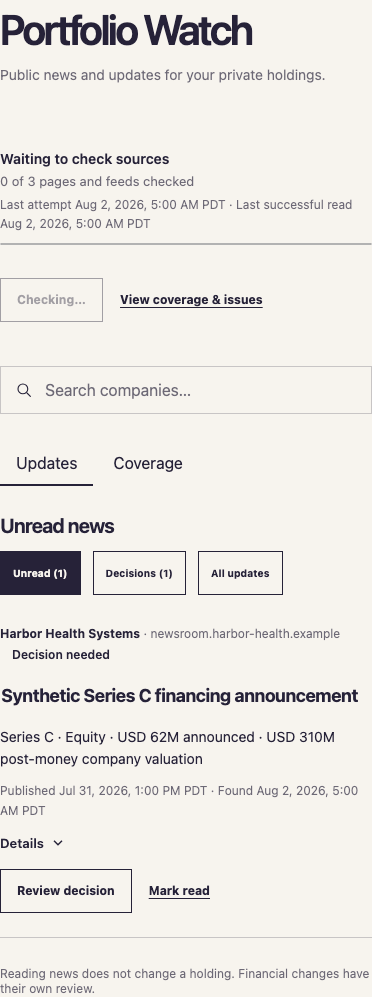 Portfolio Watch
Public news and updates for your private holdings.
Waiting to check sources
0 of 3 pages and feeds checked
Last attempt Aug 2, 2026, 5:00 AM PDT · Last successful read
Aug 2, 2026, 5:00 AM PDT
Checking...
View coverage & issues
Search companies...
Updates
Coverage
Unread news
Unread (1)
Decisions (1)
All updates
Harbor Health Systems · newsroom.harbor-health.example
Decision needed
Synthetic Series C financing announcement
Series C · Equity · USD 62M announced · USD 310M
post-money company valuation
Published Jul 31, 2026, 1:00 PM PDT · Found Aug 2, 2026, 5:00
AM PDT
Details
Review decision
Mark read
Reading news does not change a holding. Financial changes have
their own review.